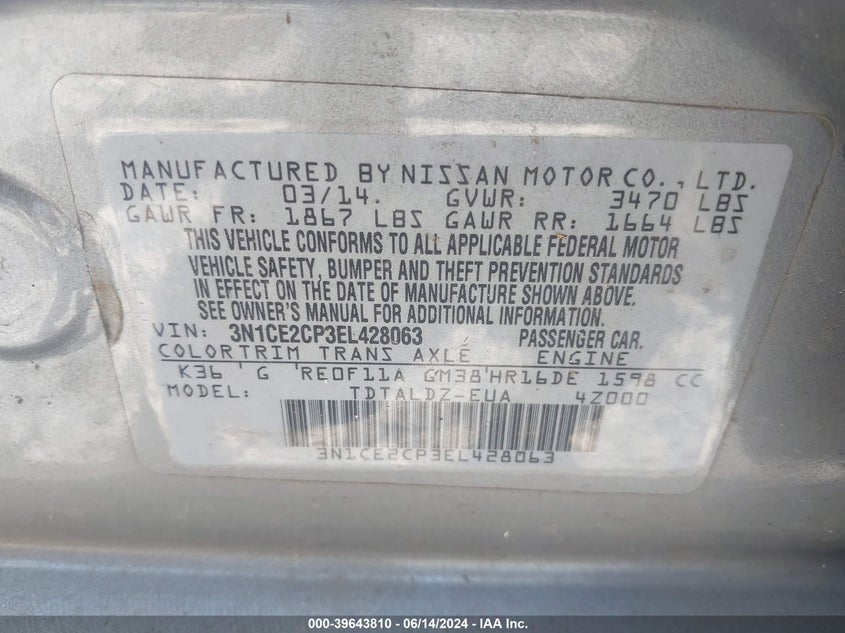 MANUFACTURED BY NISSAN MOTOR CO., LTD.
DATE: 03/14. GVWR: 3470 LBS
GAWR FR: 1867 LBS GAWR RR: 1664 LBS
THIS VEHICLE CONFORMS TO ALL APPLICABLE FEDERAL MOTOR
VEHICLE SAFETY, BUMPER AND THEFT PREVENTION STANDARDS
IN EFFECT ON THE DATE OF MANUFACTURE SHOWN ABOVE.
SEE OWNER'S MANUAL FOR ADDITIONAL INFORMATION.
VIN: 3N1CE2CP3EL428063 PASSENGER CAR.
COLORTRIM TRANS AXLE ENGINE
K36 G RE0F11A GM38 HR16DE 1598 CC
MODEL: TDTALDZ-EUA 4Z000
3N1CE2CP3EL428063
000-39643810 - 06/14/2024 - IAA Inc.